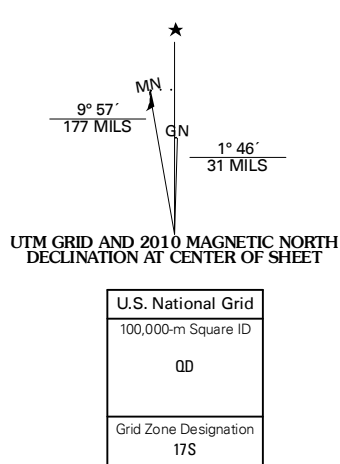 MN
GN
9° 57´
177 MILS
1° 46´
31 MILS
UTM GRID AND 2010 MAGNETIC NORTH
DECLINATION AT CENTER OF SHEET
U.S. National Grid
100,000-m Square ID
QD
Grid Zone Designation
17S